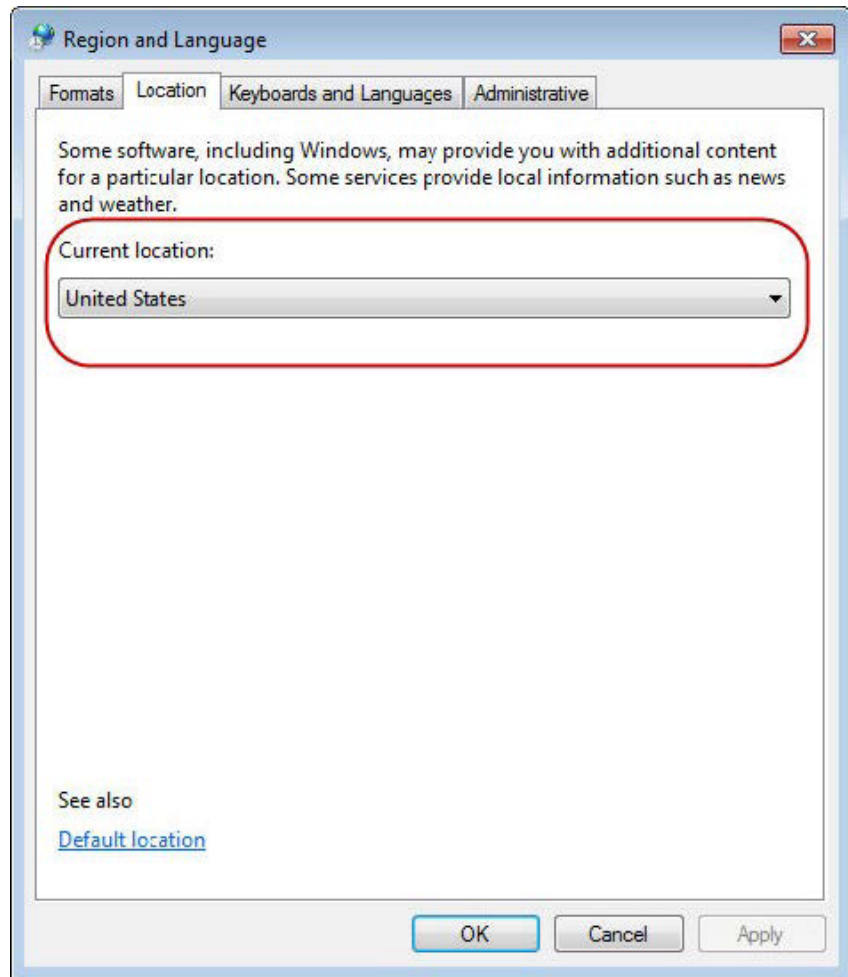 Region and Language
Formats Location Keyboards and Languages Administrative
Some software, including Windows, may provide you with additional content
for a particular location. Some services provide local information such as news
and weather.
Current location:
United States
See also
Default location
OK Cancel Apply